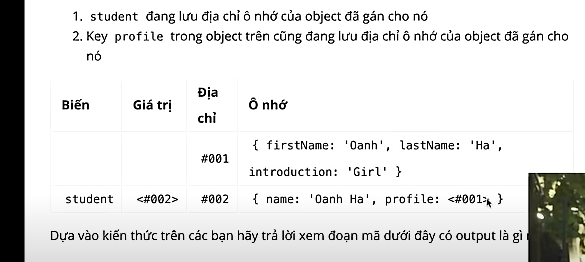 1. student đang lưu địa chỉ ô nhớ của object đã gán cho nó
2. Key profile trong object trên cũng đang lưu địa chỉ ô nhớ của object đã gán cho
nó
Biến Giá trị Địa chỉ Ô nhớ
#001 { firstName: 'Oanh', lastName: 'Ha',
introduction: 'Girl' }
student <#002> #002 { name: 'Oanh Ha', profile: <#001> }
Dựa vào kiến thức trên các bạn hãy trả lời xem đoạn mã dưới đây có output là gì